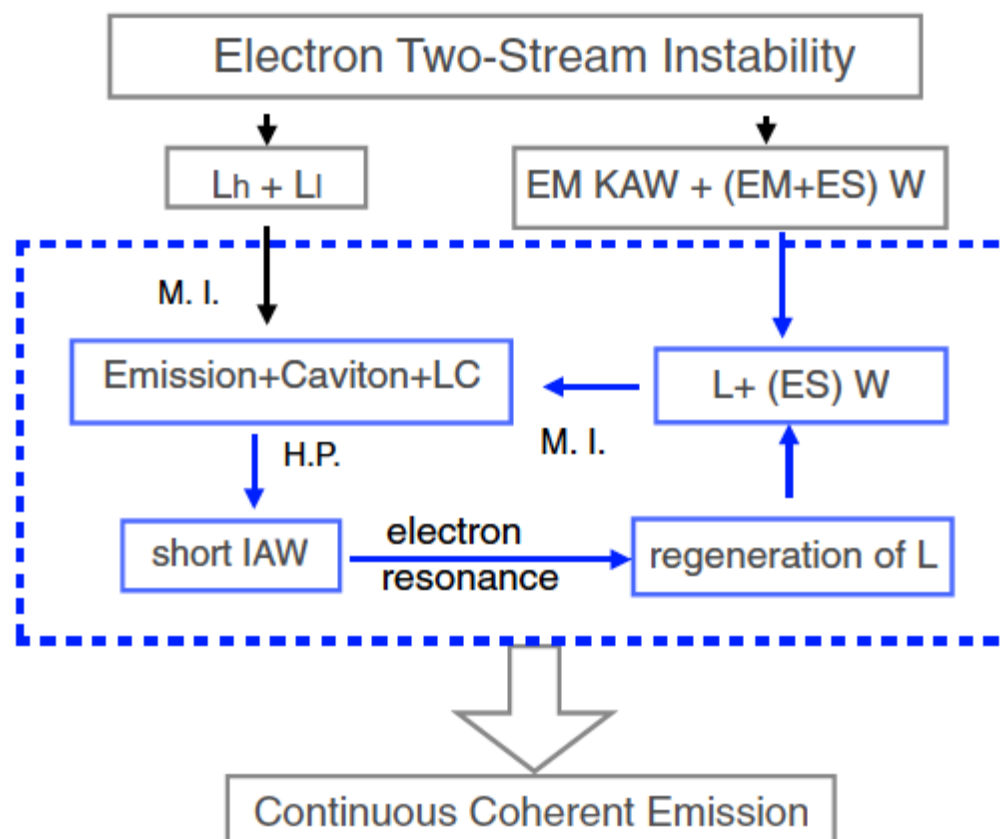 Electron Two-Stream Instability
Lh + Ll
EM KAW + (EM+ES) W
M. I.
Emission+Caviton+LC
L+ (ES) W
M. I.
H.P.
short IAW
electron
resonance
regeneration of L
Continuous Coherent Emission